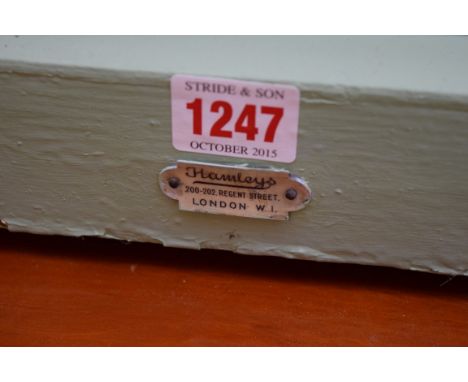 STRIDE & SON
1247
OCTOBER 2015
Hamleys
200-202, REGENT STREET,
LONDON W.1.